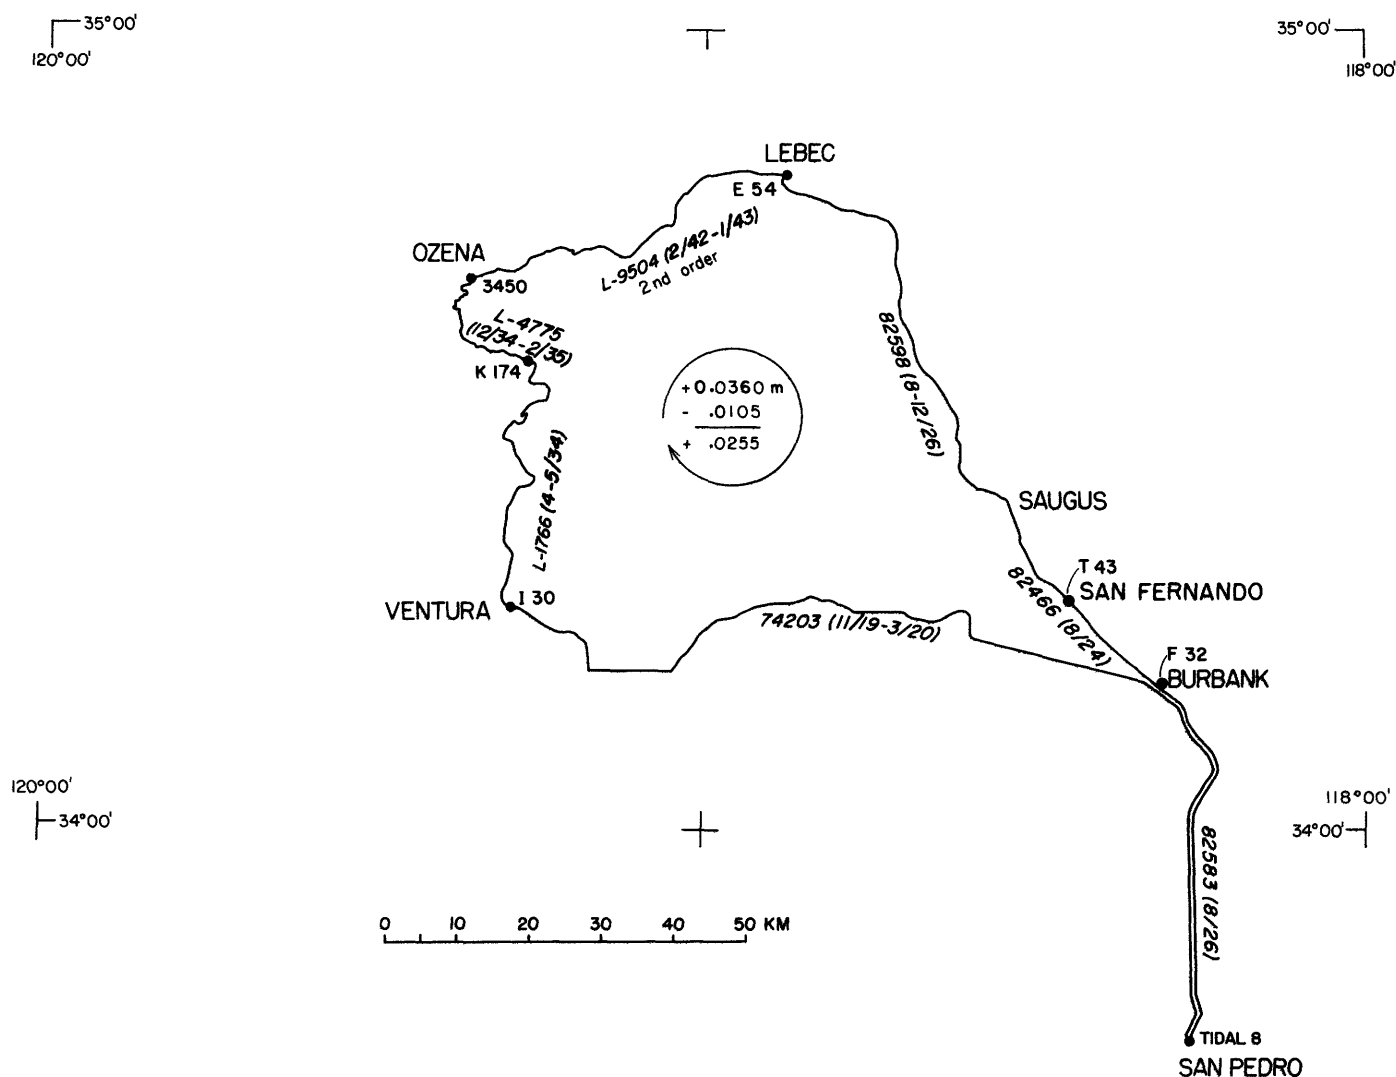 35°00'
120°00'
35°00'
118°00'
LEBEC
E 54
OZENA
3450
L-9504 (2/42-1/43)
2nd order
L-4775
(12/34-2/35)
K 174
82598 (8-12/26)
+0.0360 m
- .0105
+ .0255
L-1766 (4-5/34)
SAUGUS
T 43
SAN FERNANDO
82466 (8/24)
I 30
VENTURA
74203 (11/19-3/20)
F 32
BURBANK
120°00'
34°00'
118°00'
34°00'
82583 (8/26)
0 10 20 30 40 50 KM
TIDAL 8
SAN PEDRO